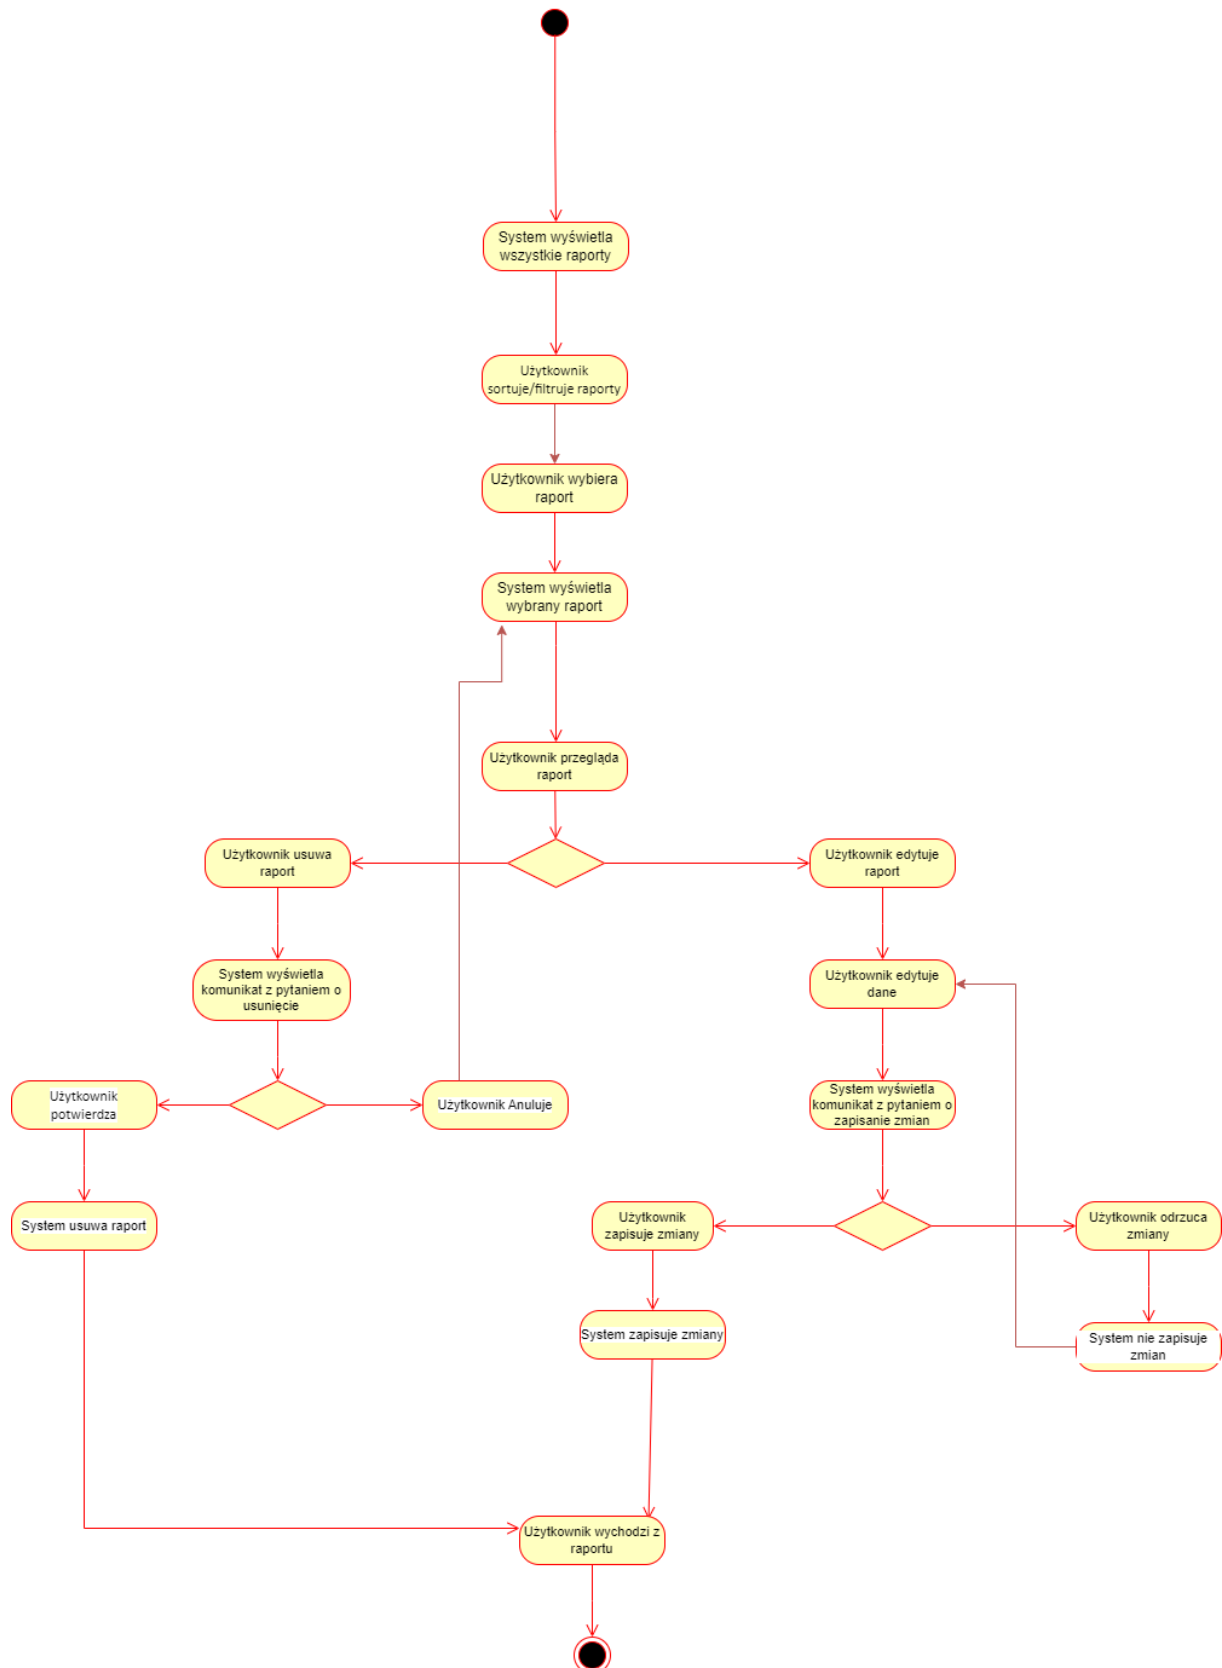 System wyświetla
wszystkie raporty
Użytkownik
sortuje/filtruje raporty
Użytkownik wybiera
raport
System wyświetla
wybrany raport
Użytkownik przegląda
raport
Użytkownik usuwa
raport
Użytkownik edytuje
raport
System wyświetla
komunikat z pytaniem o
usunięcie
Użytkownik edytuje
dane
Użytkownik
potwierdza
Użytkownik Anuluje
System wyświetla
komunikat z pytaniem o
zapisanie zmian
System usuwa raport
Użytkownik
zapisuje zmiany
Użytkownik odrzuca
zmiany
System zapisuje zmiany
System nie zapisuje
zmian
Użytkownik wychodzi z
raportu